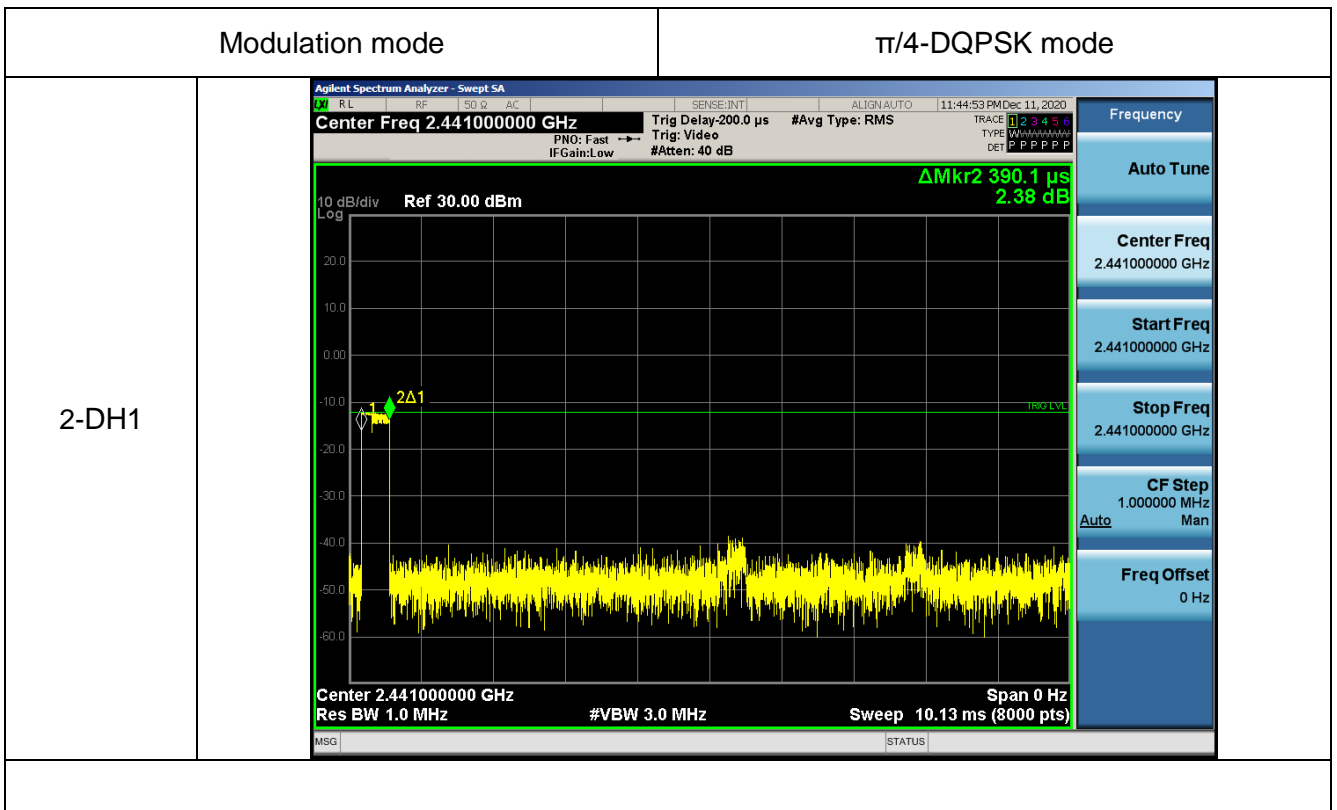 Modulation mode
π/4-DQPSK mode
2-DH1
Agilent Spectrum Analyzer - Swept SA
LXI RL RF 50 Ω AC SENSE:INT ALIGN AUTO 11:44:53 PM Dec 11, 2020
Center Freq 2.441000000 GHz
PNO: Fast
IFGain:Low
Trig Delay-200.0 µs
Trig: Video
#Atten: 40 dB
#Avg Type: RMS
TRACE 1 2 3 4 5 6
TYPE WWWWWW
DET P P P P P P
ΔMkr2 390.1 µs
2.38 dB
10 dB/div Ref 30.00 dBm
Log
20.0
10.0
0.00
-10.0
-20.0
-30.0
-40.0
-50.0
-60.0
1
2Δ1
TRIG LVL
Center 2.441000000 GHz Span 0 Hz
Res BW 1.0 MHz #VBW 3.0 MHz Sweep 10.13 ms (8000 pts)
MSG STATUS
Frequency
Auto Tune
Center Freq
2.441000000 GHz
Start Freq
2.441000000 GHz
Stop Freq
2.441000000 GHz
CF Step
1.000000 MHz
Auto Man
Freq Offset
0 Hz